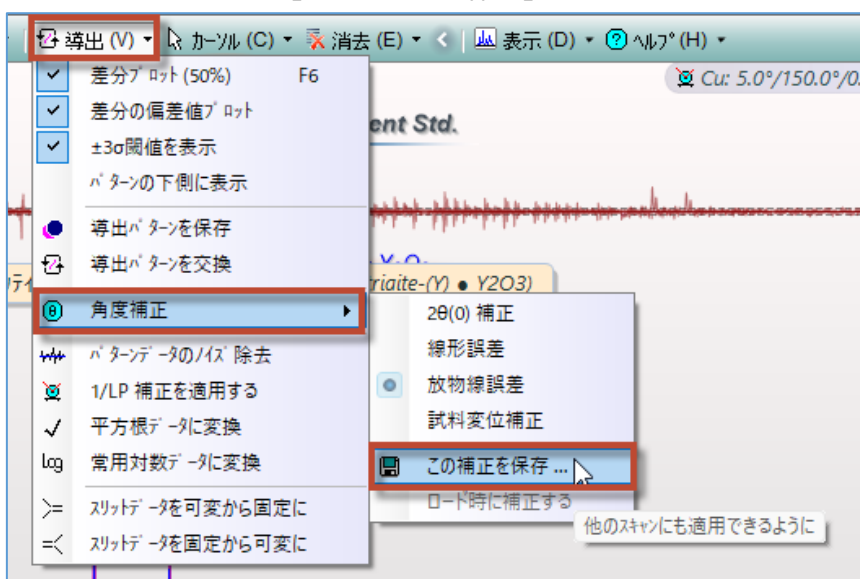 導出 (V) カーソル (C) 消去 (E) 表示 (D) ヘルプ (H)
差分プロット (50%) F6
Cu: 5.0°/150.0°/0.
差分の偏差値プロット
ent Std.
±3σ閾値を表示
パターンの下側に表示
導出パターンを保存
導出パターンを交換
riaite-(Y) ● Y2O3)
角度補正
2θ(0) 補正
線形誤差
パターンデータのノイズ除去
放物線誤差
1/LP 補正を適用する
試料変位補正
平方根データに変換
log 常用対数データに変換
この補正を保存 ...
ロード時に補正する
>= スリットデータを可変から固定に
他のスキャンにも適用できるように
=< スリットデータを固定から可変に